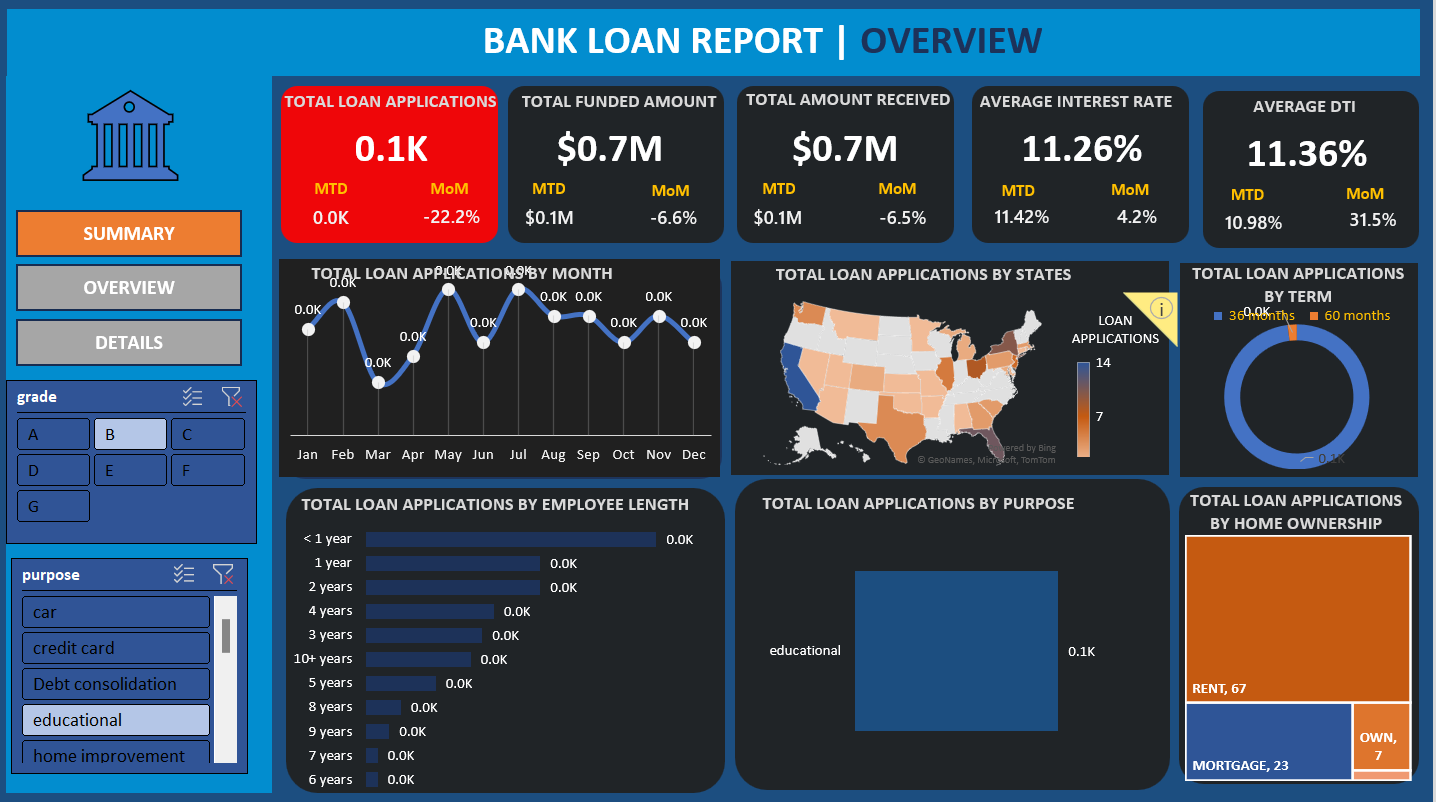 BANK LOAN REPORT | OVERVIEW
SUMMARY
OVERVIEW
DETAILS
grade
A
B
C
D
E
F
G
purpose
car
credit card
Debt consolidation
educational
home improvement
TOTAL LOAN APPLICATIONS
0.1K
MTD
MoM
0.0K
-22.2%
TOTAL FUNDED AMOUNT
$0.7M
MTD
MoM
$0.1M
-6.6%
TOTAL AMOUNT RECEIVED
$0.7M
MTD
MoM
$0.1M
-6.5%
AVERAGE INTEREST RATE
11.26%
MTD
MoM
11.42%
4.2%
AVERAGE DTI
11.36%
MTD
MoM
10.98%
31.5%
TOTAL LOAN APPLICATIONS BY MONTH
0.0K
0.0K
0.0K
0.0K
0.0K
0.0K
0.0K
0.0K
0.0K
0.0K
0.0K
0.0K
Jan Feb Mar Apr May Jun Jul Aug Sep Oct Nov Dec
TOTAL LOAN APPLICATIONS BY STATES
LOAN
APPLICATIONS
14
7
© GeoNames, Microsoft, TomTom
TOTAL LOAN APPLICATIONS
BY TERM
36 months
60 months
0.0K
0.1K
TOTAL LOAN APPLICATIONS BY EMPLOYEE LENGTH
< 1 year 0.0K
1 year 0.0K
2 years 0.0K
4 years 0.0K
3 years 0.0K
10+ years 0.0K
5 years 0.0K
8 years 0.0K
9 years 0.0K
7 years 0.0K
6 years 0.0K
TOTAL LOAN APPLICATIONS BY PURPOSE
educational
0.1K
TOTAL LOAN APPLICATIONS
BY HOME OWNERSHIP
RENT, 67
MORTGAGE, 23
OWN,
7